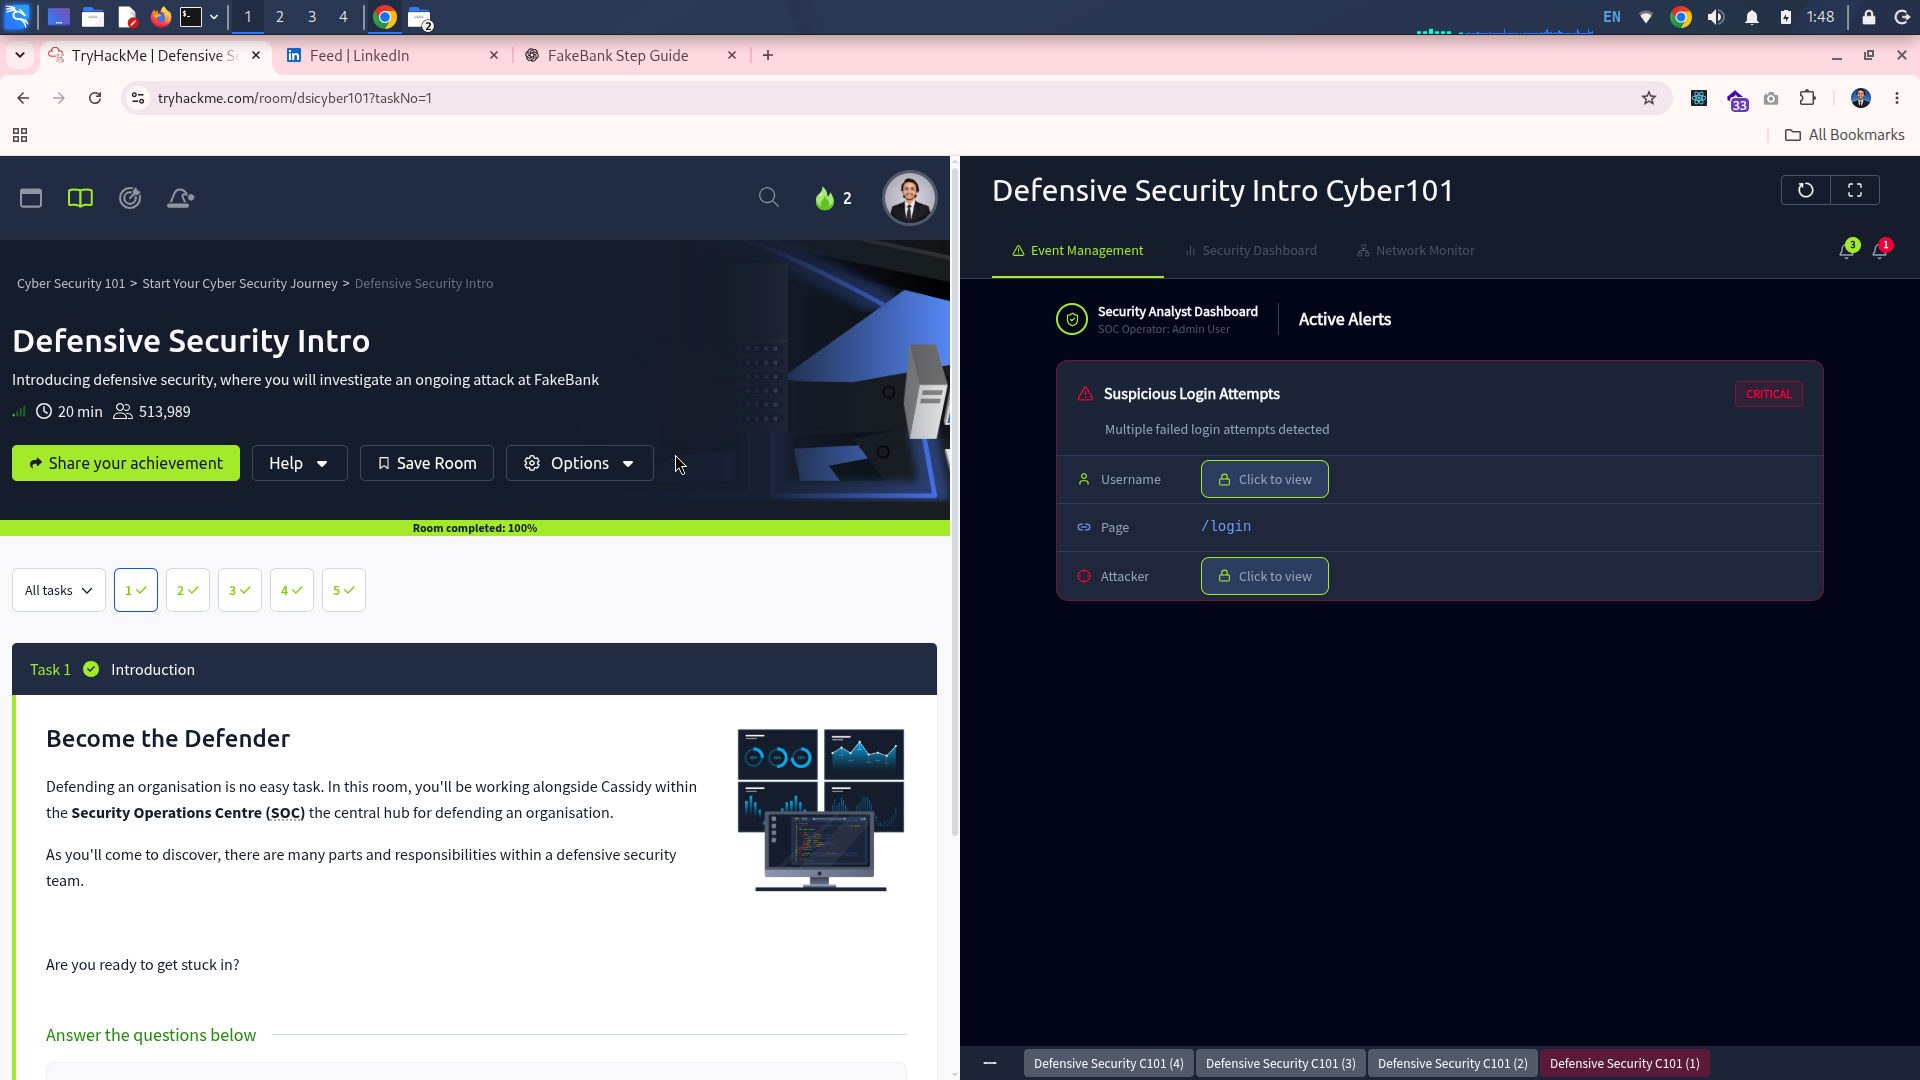 1
2
3
4
2
EN
1:48
TryHackMe | Defensive S
Feed | LinkedIn
FakeBank Step Guide
tryhackme.com/room/dsicyber101?taskNo=1
33
All Bookmarks
2
Cyber Security 101 > Start Your Cyber Security Journey > Defensive Security Intro
Defensive Security Intro
Introducing defensive security, where you will investigate an ongoing attack at FakeBank
20 min 513,989
Share your achievement
Help
Save Room
Options
Room completed: 100%
All tasks
1
2
3
4
5
Task 1 Introduction
Become the Defender
Defending an organisation is no easy task. In this room, you'll be working alongside Cassidy within
the Security Operations Centre (SOC) the central hub for defending an organisation.
As you'll come to discover, there are many parts and responsibilities within a defensive security
team.
Are you ready to get stuck in?
Answer the questions below
Defensive Security Intro Cyber101
Event Management
Security Dashboard
Network Monitor
3
1
Security Analyst Dashboard
SOC Operator: Admin User
Active Alerts
Suspicious Login Attempts
CRITICAL
Multiple failed login attempts detected
Username Click to view
Page /login
Attacker Click to view
Defensive Security C101 (4)
Defensive Security C101 (3)
Defensive Security C101 (2)
Defensive Security C101 (1)